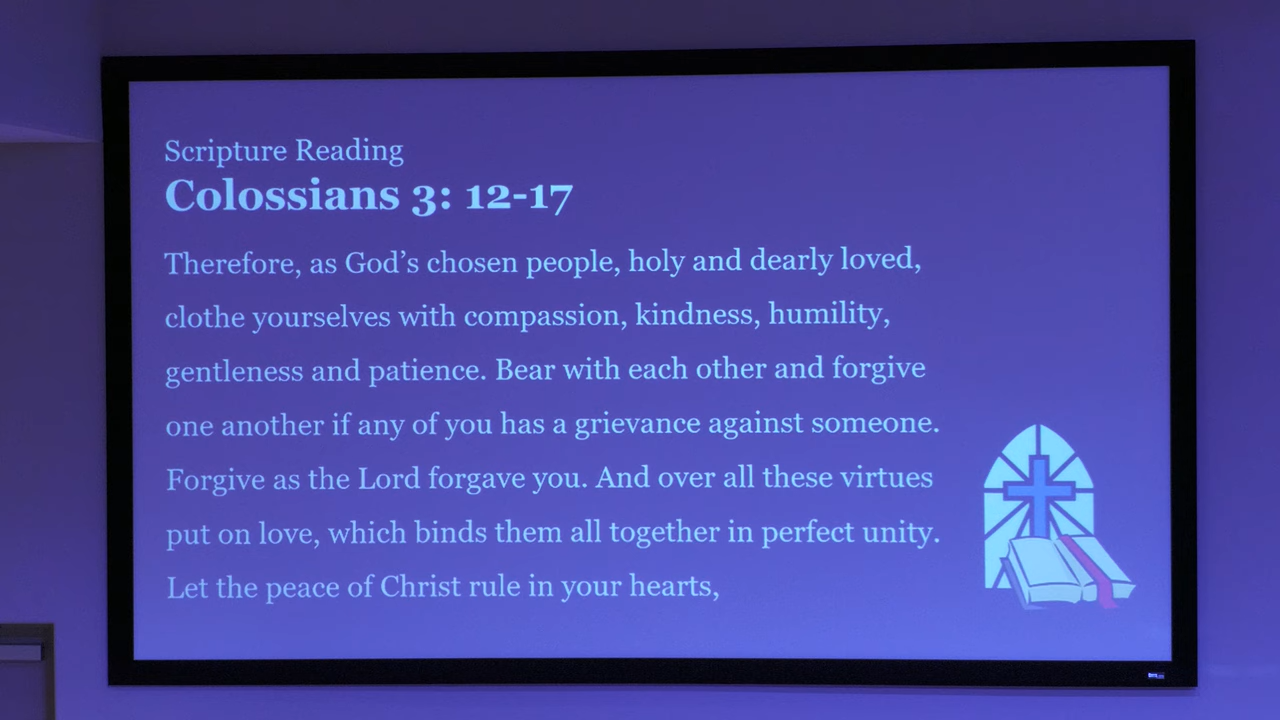 Scripture Reading
Colossians 3: 12-17
Therefore, as God’s chosen people, holy and dearly loved,
clothe yourselves with compassion, kindness, humility,
gentleness and patience. Bear with each other and forgive
one another if any of you has a grievance against someone.
Forgive as the Lord forgave you. And over all these virtues
put on love, which binds them all together in perfect unity.
Let the peace of Christ rule in your hearts,